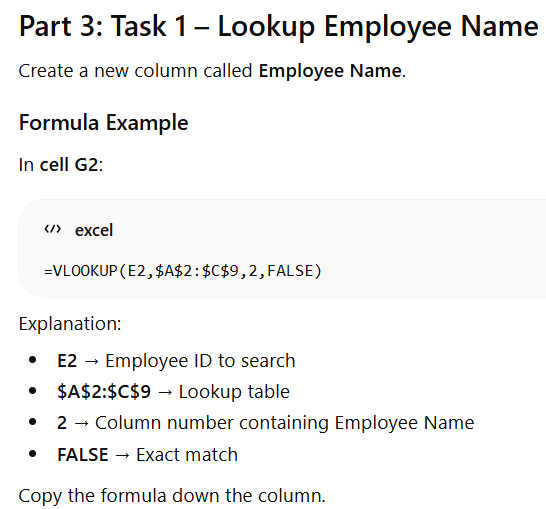 Part 3: Task 1 – Lookup Employee Name
Create a new column called Employee Name.
Formula Example
In cell G2:
</> excel
=VLOOKUP(E2,$A$2:$C$9,2,FALSE)
Explanation:
• E2 → Employee ID to search
• $A$2:$C$9 → Lookup table
• 2 → Column number containing Employee Name
• FALSE → Exact match
Copy the formula down the column.